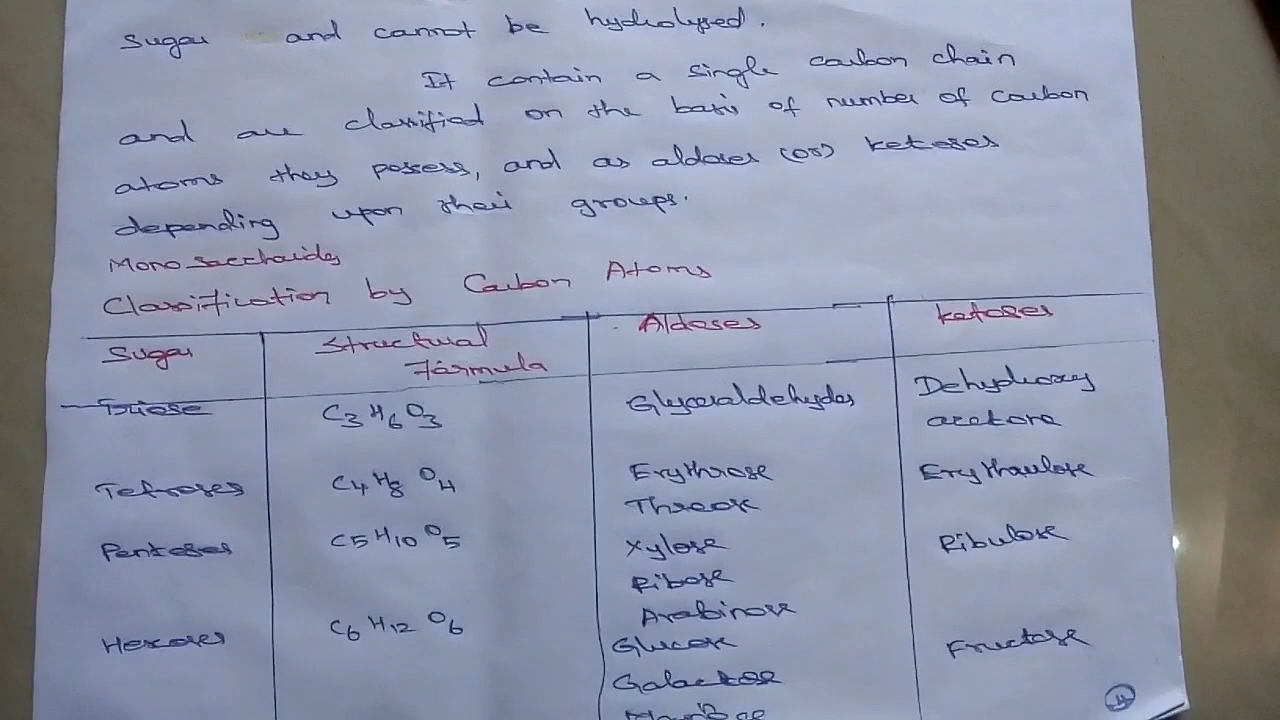 Sugar and cannot be hydrolysed.
It contain a single carbon chain
and are classified on the basis of number of carbon
atoms they possess, and as aldoses (or) ketoses
depending upon their groups.
Mono saccharides
Classification by Carbon Atoms
Sugar Structural Formula Aldoses Ketoses
Triose C3H6O3 Glyceraldehydes Dehydroxy acetone
Tetroses C4H8O4 Erythrose Erythrulose
Threose
Pentoses C5H10O5 Xylose Ribulose
Ribose
Arabinose
Hexoses C6H12O6 Glucose Fructose
Galactose